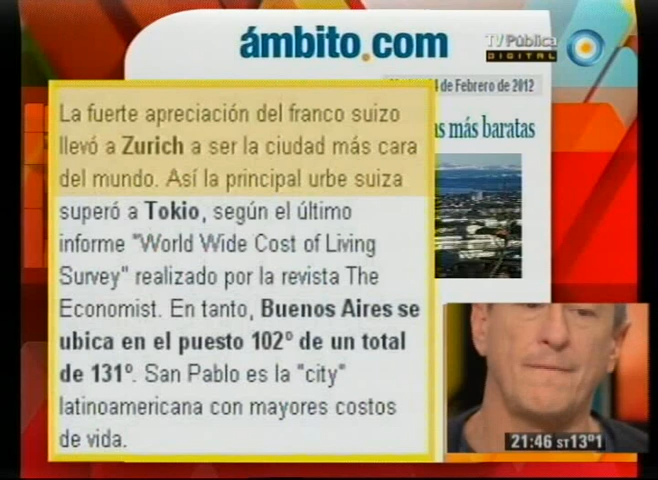 ámbito.com
TV Pública
DIGITAL
4 de Febrero de 2012
as más baratas
La fuerte apreciación del franco suizo
llevó a Zurich a ser la ciudad más cara
del mundo. Así la principal urbe suiza
superó a Tokio, según el último
informe "World Wide Cost of Living
Survey" realizado por la revista The
Economist. En tanto, Buenos Aires se
ubica en el puesto 102º de un total
de 131º. San Pablo es la "city"
latinoamericana con mayores costos
de vida.
21:46 ST13º1